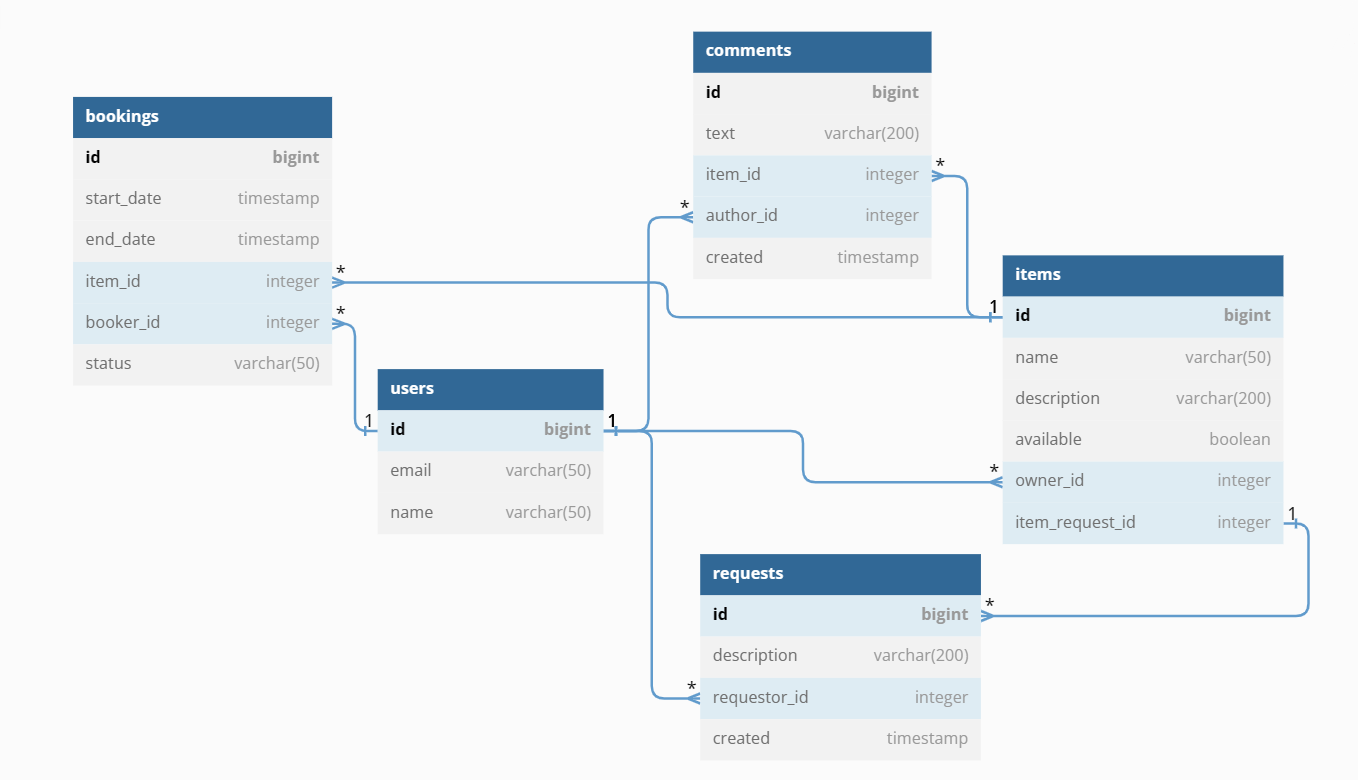 comments
id bigint
text varchar(200)
item_id integer *
* author_id integer
created timestamp
bookings
id bigint
start_date timestamp
end_date timestamp
item_id integer *
booker_id integer *
status varchar(50)
items
1 id bigint
name varchar(50)
description varchar(200)
available boolean
* owner_id integer
item_request_id integer 1
users
1 id bigint 1
email varchar(50)
name varchar(50)
requests
id bigint *
description varchar(200)
* requestor_id integer
created timestamp